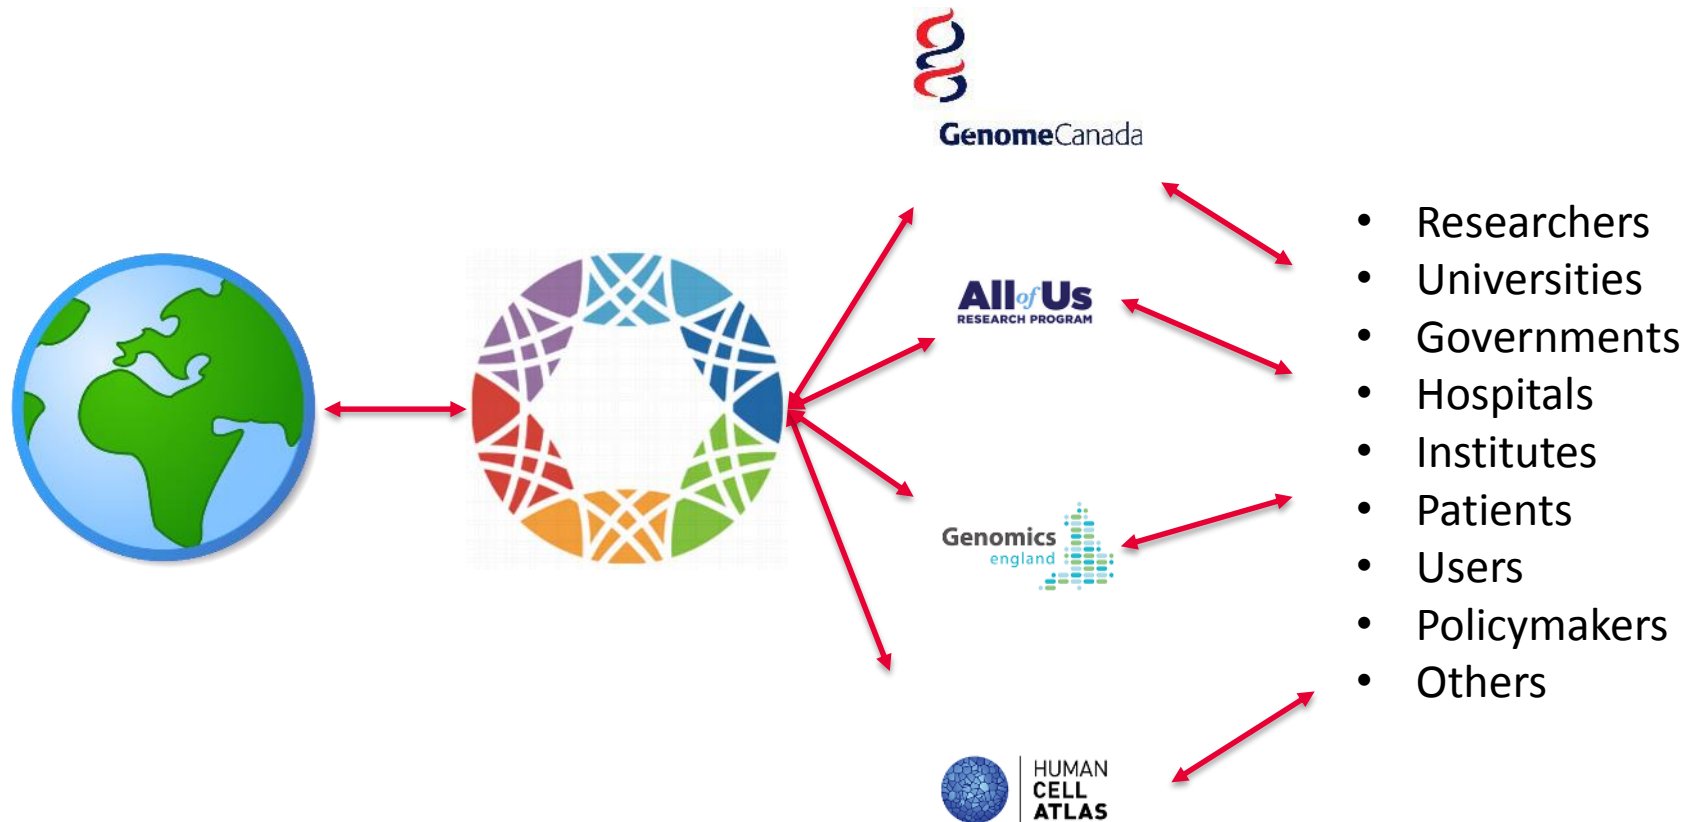 GenomeCanada
All of Us
RESEARCH PROGRAM
Genomics
england
HUMAN
CELL
ATLAS
• Researchers
• Universities
• Governments
• Hospitals
• Institutes
• Patients
• Users
• Policymakers
• Others